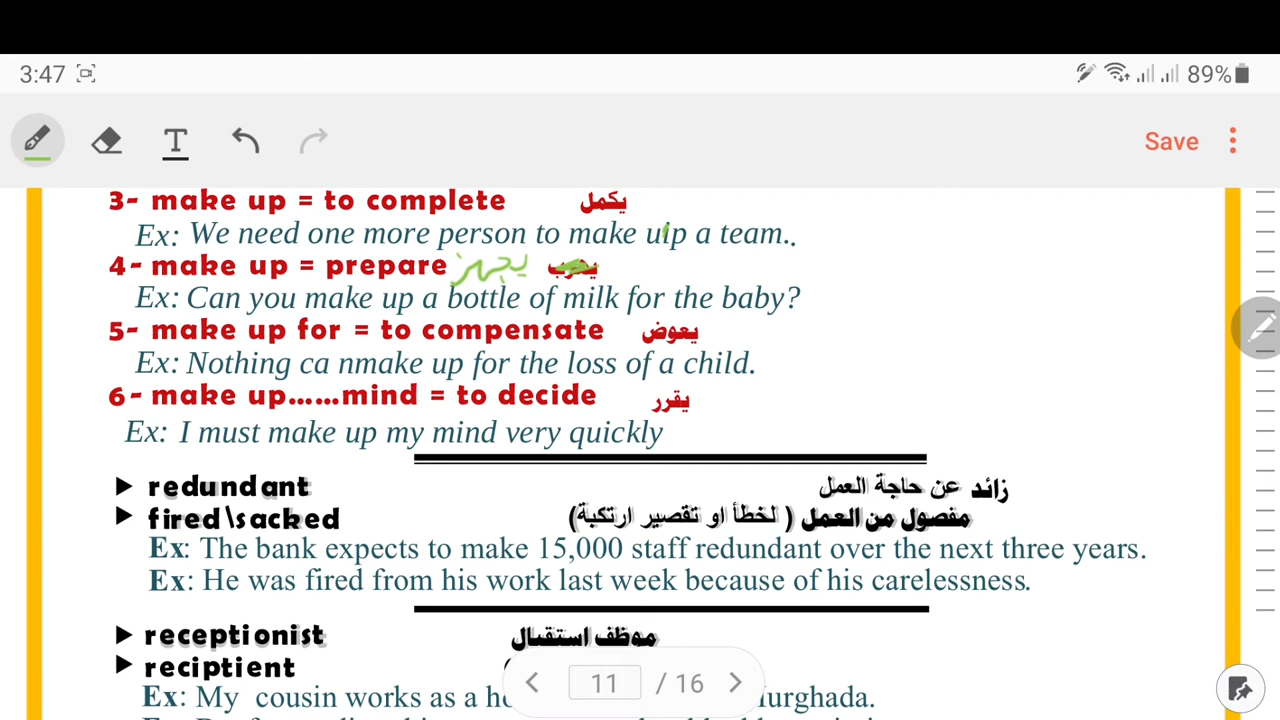 3:47 89%
Save
3- make up = to complete يكمل
Ex: We need one more person to make uip a team..
4- make up = prepare يجهز
Ex: Can you make up a bottle of milk for the baby?
5- make up for = to compensate يعوض
Ex: Nothing ca nmake up for the loss of a child.
6- make up……mind = to decide يقرر
Ex: I must make up my mind very quickly
redundant زائد عن حاجة العمل
fired\sacked مفصول من العمل ( لخطأ او تقصير ارتكبة)
Ex: The bank expects to make 15,000 staff redundant over the next three years.
Ex: He was fired from his work last week because of his carelessness.
receptionist موظف استقبال
reciptient
11 / 16
Ex: My cousin works as a